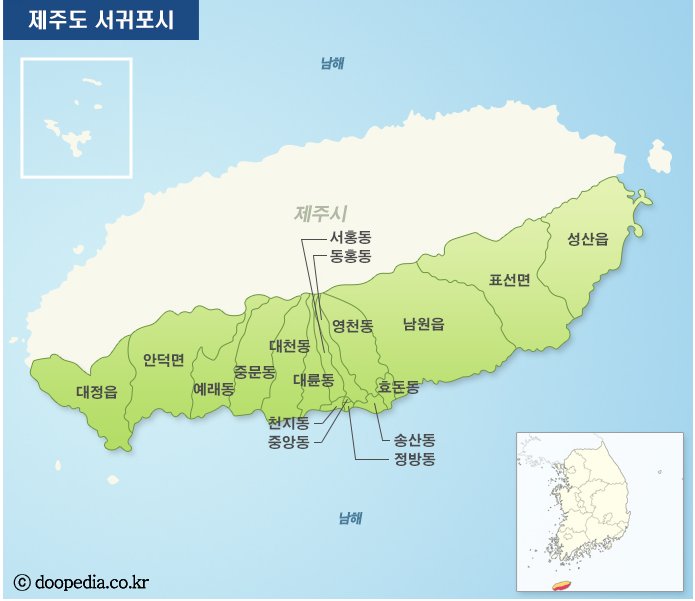 제주도 서귀포시
남해
제주시
서홍동
동홍동
성산읍
표선면
영천동
남원읍
대천동
안덕면
중문동
대륜동
예래동
효돈동
대정읍
천지동
중앙동
송산동
정방동
남해
ⓒ doopedia.co.kr